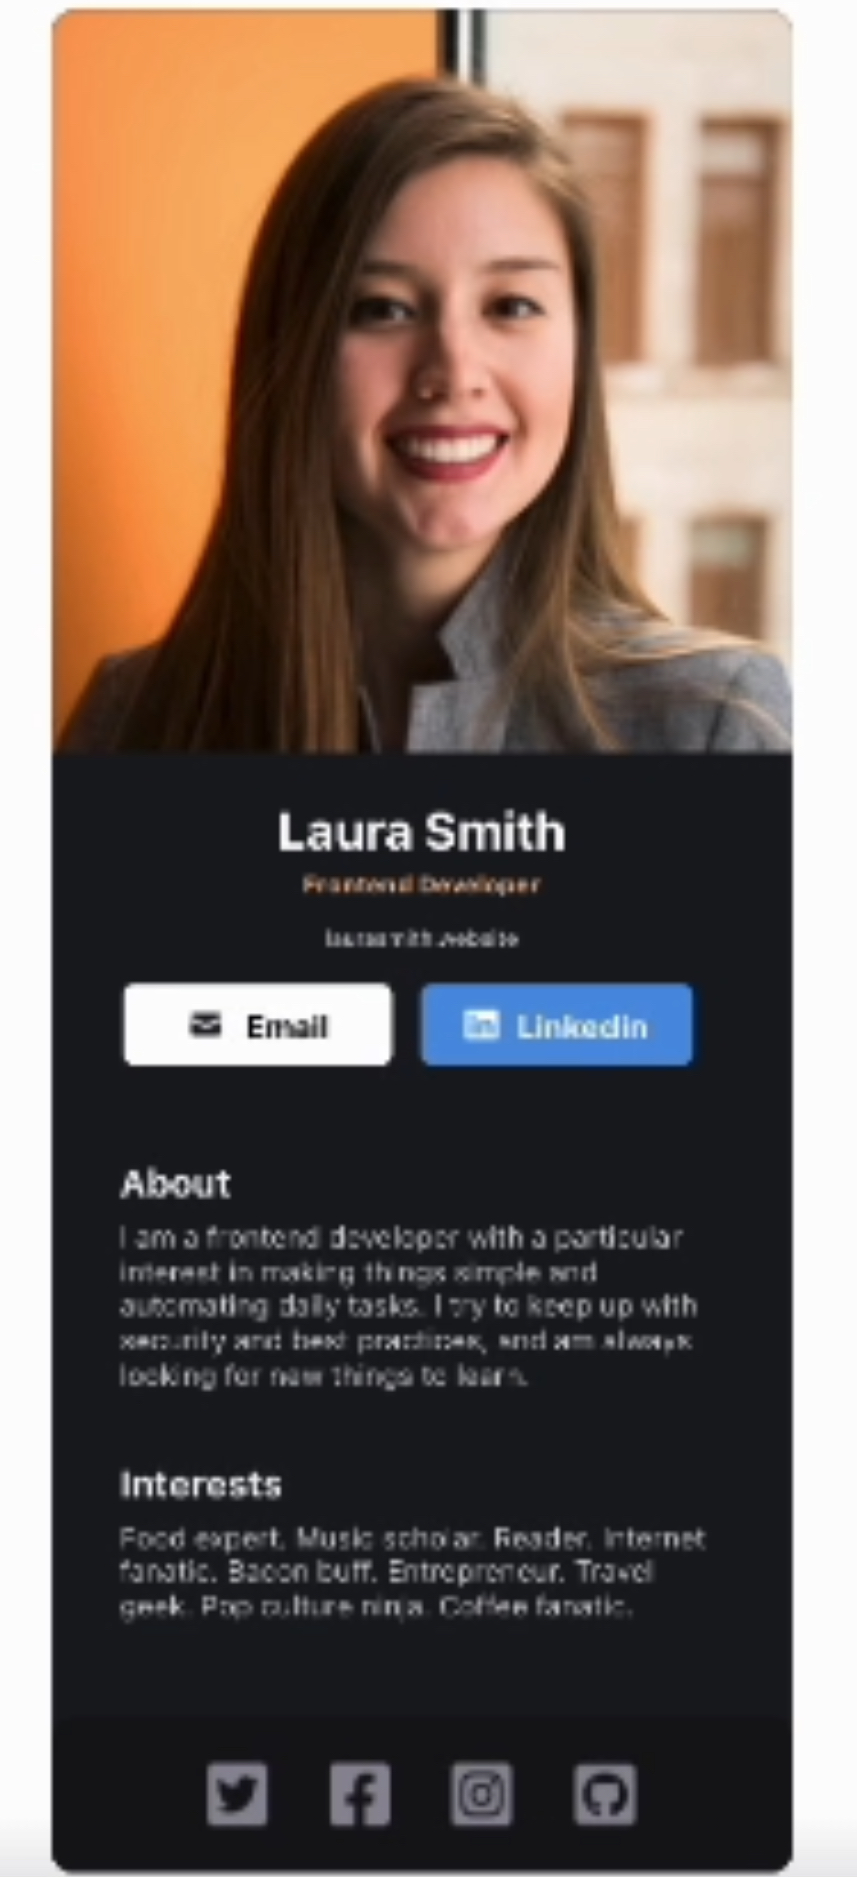 Laura Smith
Frontend Developer
laurasmith.website
Email
in Linkedin
About
I am a frontend developer with a particular
interest in making things simple and
automating daily tasks. I try to keep up with
security and best practices, and am always
looking for new things to learn.
Interests
Food expert. Music scholar. Reader. Internet
fanatic. Bacon buff. Entrepreneur. Travel
geek. Pop culture ninja. Coffee fanatic.